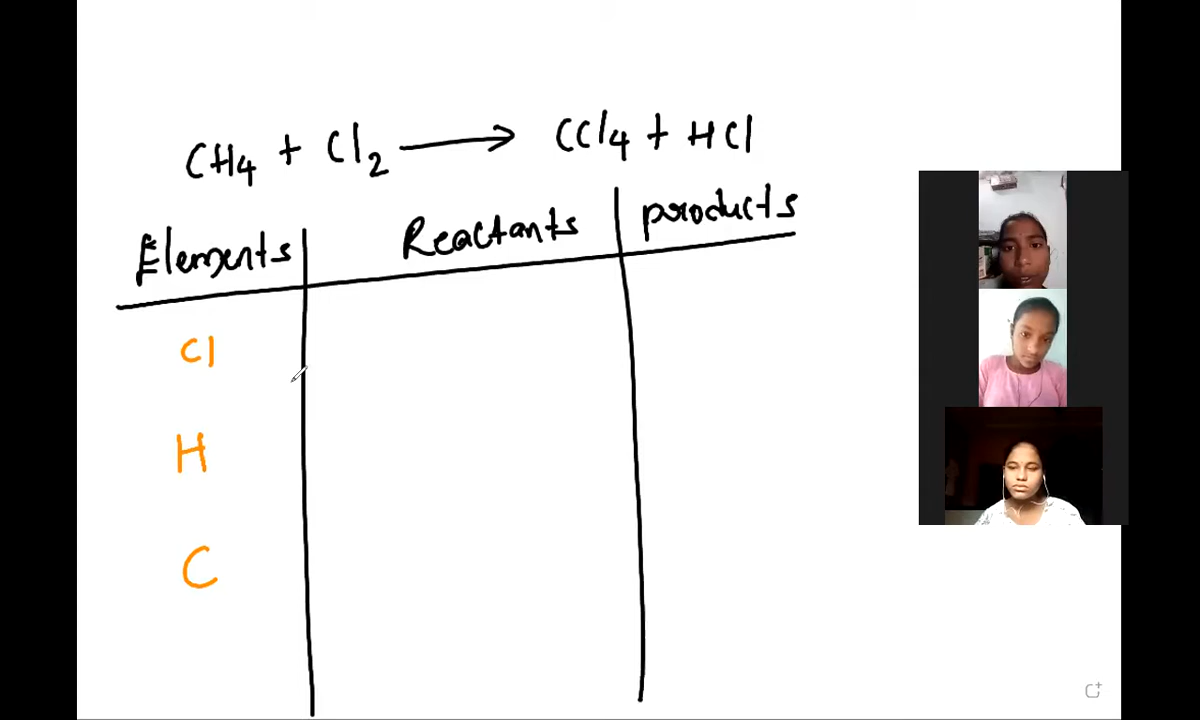 CH4 + Cl2 → CCl4 + HCl
Elements Reactants products
Cl
H
C